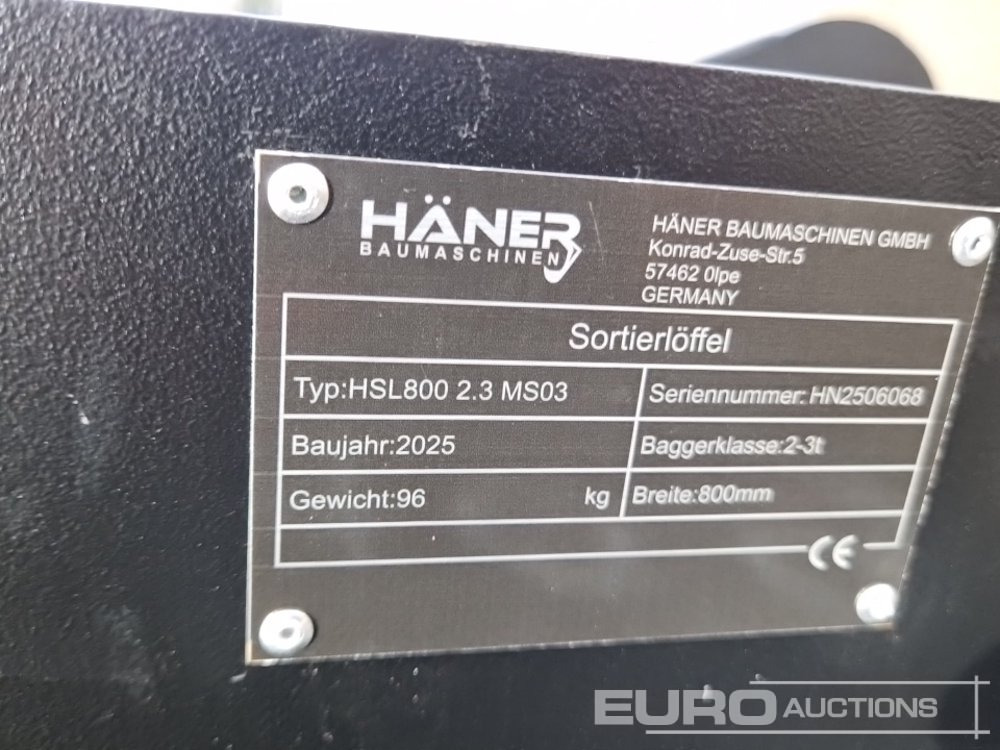 HÄNER
BAUMASCHINEN
HÄNER BAUMASCHINEN GMBH
Konrad-Zuse-Str.5
57462 Olpe
GERMANY
Sortierlöffel
Typ:HSL800 2.3 MS03
Seriennummer: HN2506068
Baujahr:2025
Baggerklasse:2-3t
Gewicht:96 kg
Breite:800mm
CE
EURO AUCTIONS